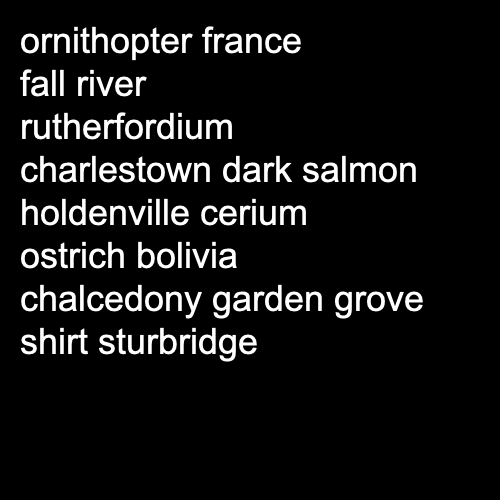 ornithopter france
fall river
rutherfordium
charlestown dark salmon
holdenville cerium
ostrich bolivia
chalcedony garden grove
shirt sturbridge